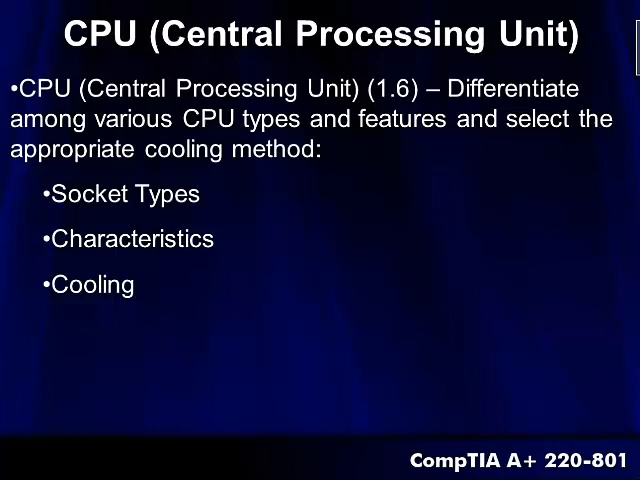 CPU (Central Processing Unit)
•CPU (Central Processing Unit) (1.6) – Differentiate
among various CPU types and features and select the
appropriate cooling method:
•Socket Types
•Characteristics
•Cooling
CompTIA A+ 220-801